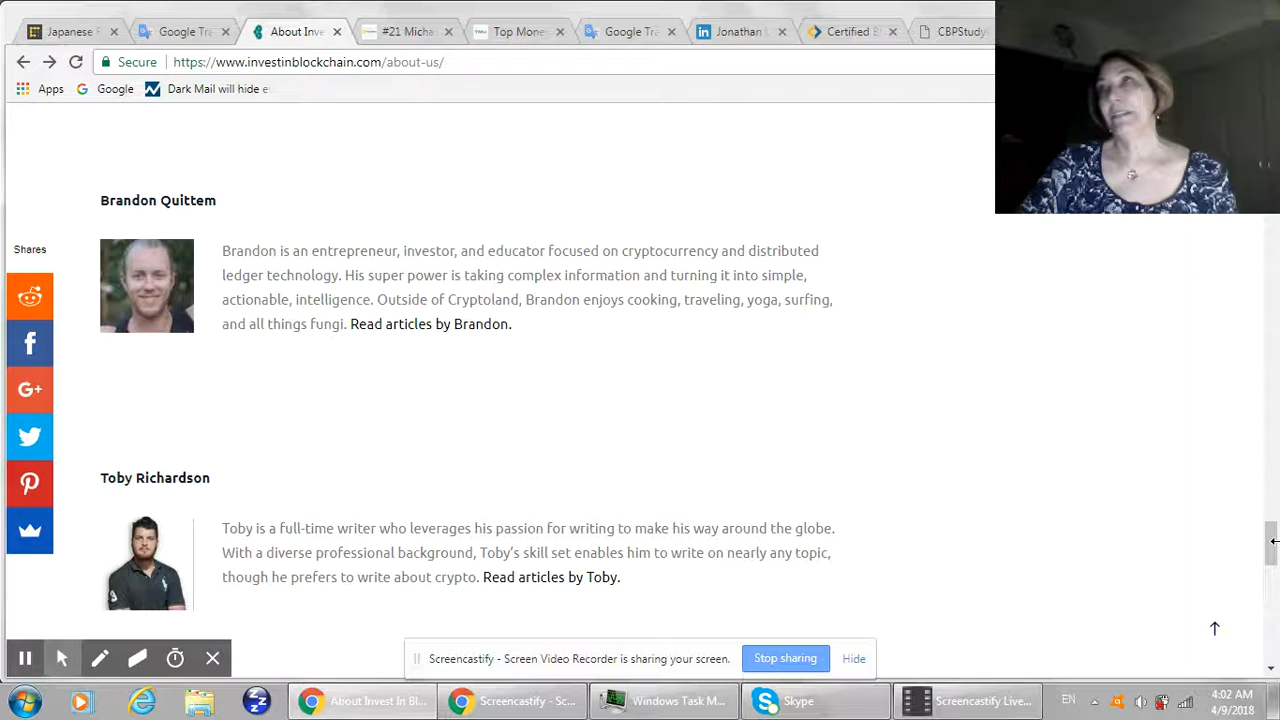 Japanese
Google Tra
About Inve
#21 Micha
Top Mone
Google Tra
Jonathan L
Certified B
CBPStudy
Secure https://www.investinblockchain.com/about-us/
Apps Google Dark Mail will hide e
Brandon Quittem
Shares
Brandon is an entrepreneur, investor, and educator focused on cryptocurrency and distributed
ledger technology. His super power is taking complex information and turning it into simple,
actionable, intelligence. Outside of Cryptoland, Brandon enjoys cooking, traveling, yoga, surfing,
and all things fungi. Read articles by Brandon.
Toby Richardson
Toby is a full-time writer who leverages his passion for writing to make his way around the globe.
With a diverse professional background, Toby's skill set enables him to write on nearly any topic,
though he prefers to write about crypto. Read articles by Toby.
Screencastify - Screen Video Recorder is sharing your screen. Stop sharing Hide
About Invest In Bl...
Screencastify - Sc...
Windows Task M...
Skype
Screencastify Live...
EN
4:02 AM
4/9/2018